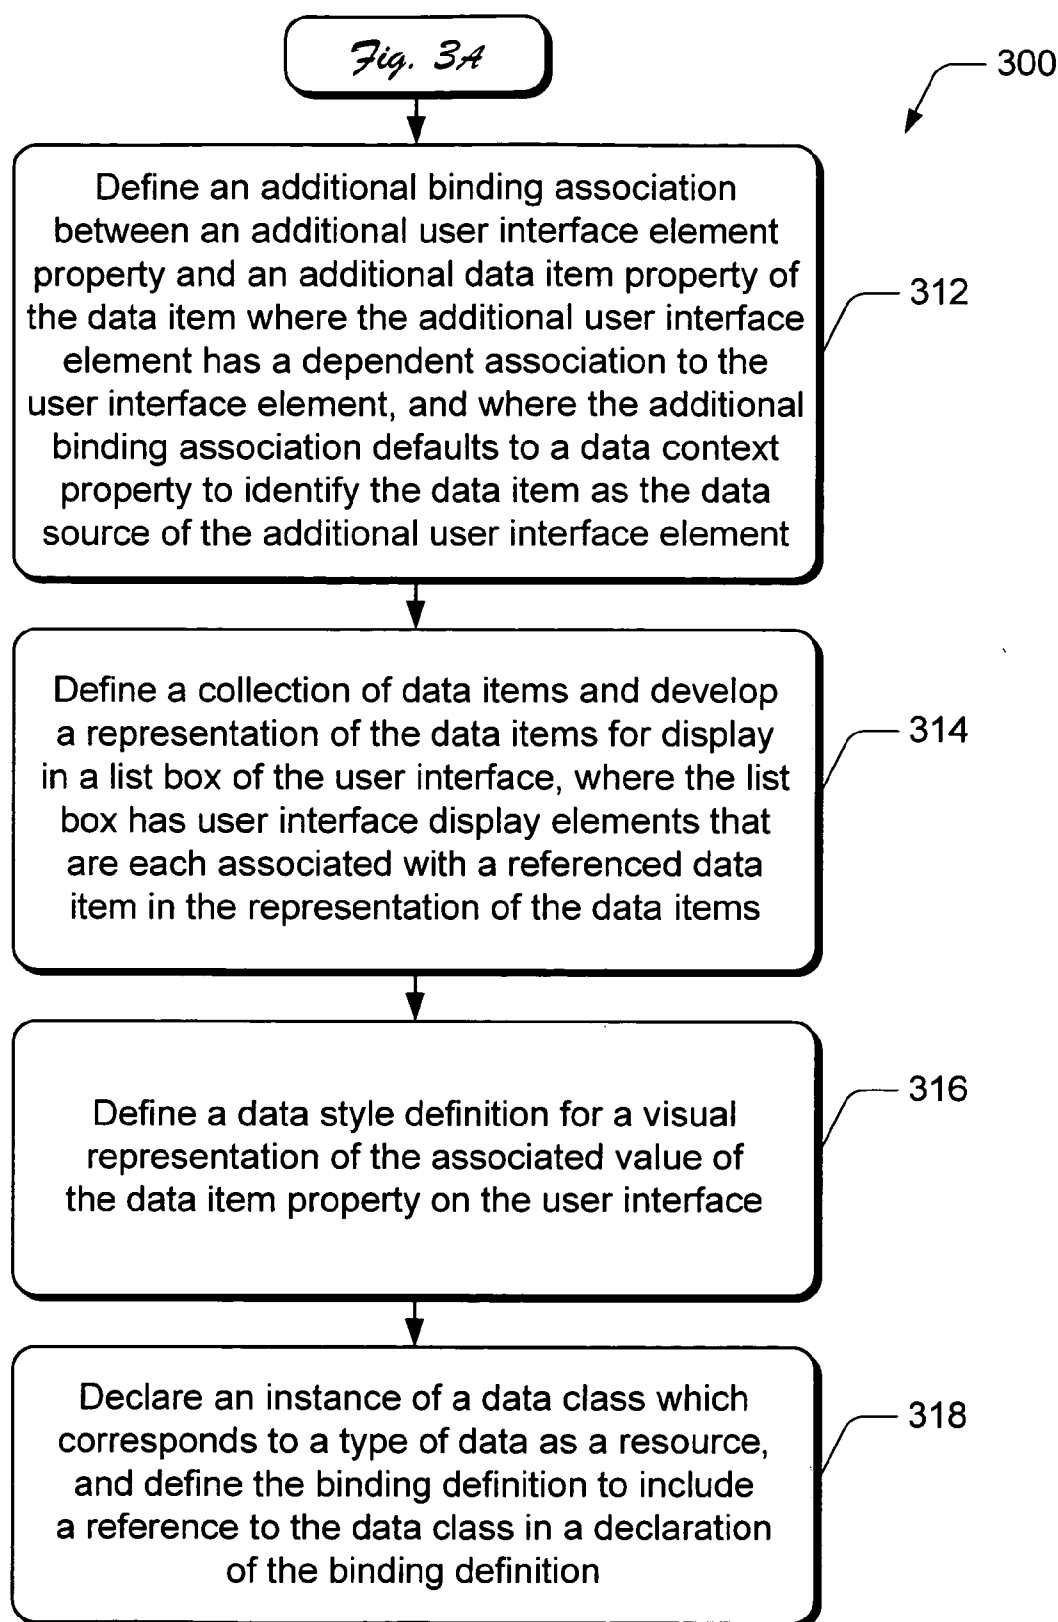 Fig. 3A
300
Define an additional binding association
between an additional user interface element
property and an additional data item property of
the data item where the additional user interface
element has a dependent association to the
user interface element, and where the additional
binding association defaults to a data context
property to identify the data item as the data
source of the additional user interface element
312
Define a collection of data items and develop
a representation of the data items for display
in a list box of the user interface, where the list
box has user interface display elements that
are each associated with a referenced data
item in the representation of the data items
314
Define a data style definition for a visual
representation of the associated value of
the data item property on the user interface
316
Declare an instance of a data class which
corresponds to a type of data as a resource,
and define the binding definition to include
a reference to the data class in a declaration
of the binding definition
318